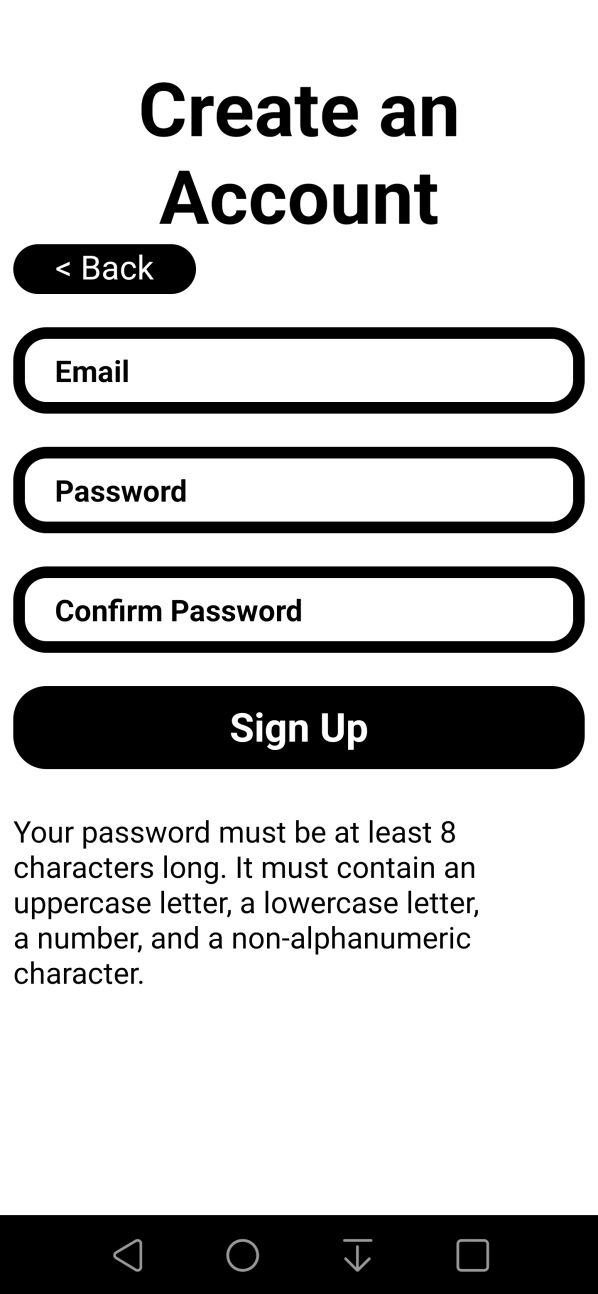 Create an
Account
< Back
Email
Password
Confirm Password
Sign Up
Your password must be at least 8
characters long. It must contain an
uppercase letter, a lowercase letter,
a number, and a non-alphanumeric
character.